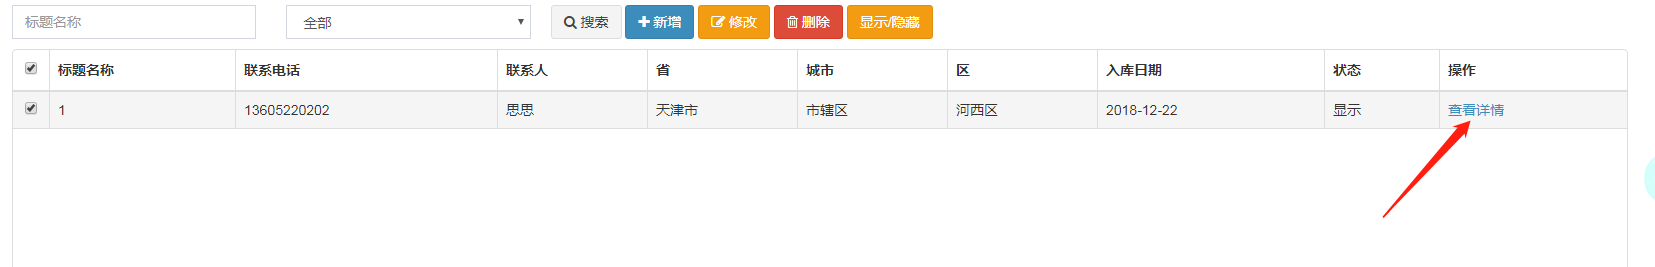 标题名称 全部 搜索 新增 修改 删除 显示/隐藏
标题名称 联系电话 联系人 省 城市 区 入库日期 状态 操作
1 13605220202 思思 天津市 市辖区 河西区 2018-12-22 显示 查看详情